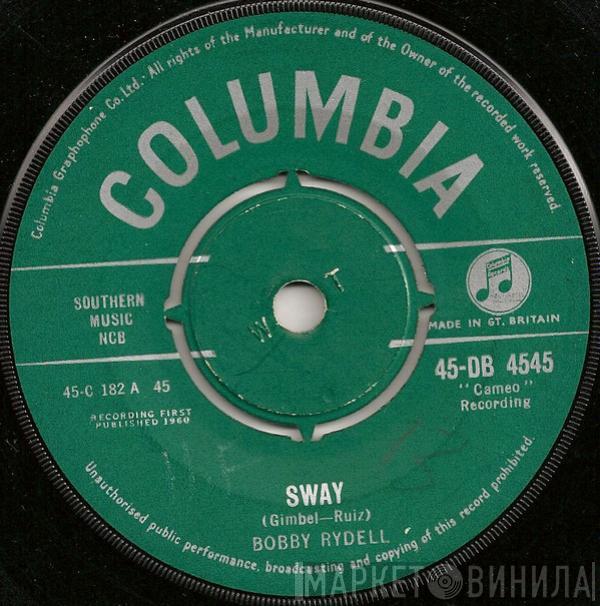 Columbia Graphophone Co. Ltd. · All rights of the Manufacturer and of the Owner of the recorded work reserved.
COLUMBIA
SOUTHERN
MUSIC
NCB
MADE IN GT. BRITAIN
W T
45-C 182 A 45
45-DB 4545
"Cameo"
Recording
RECORDING FIRST
PUBLISHED 1960
SWAY
(Gimbel—Ruiz)
BOBBY RYDELL
Unauthorised public performance, broadcasting and copying of this record prohibited.
МАРКЕТ ВИНИЛА